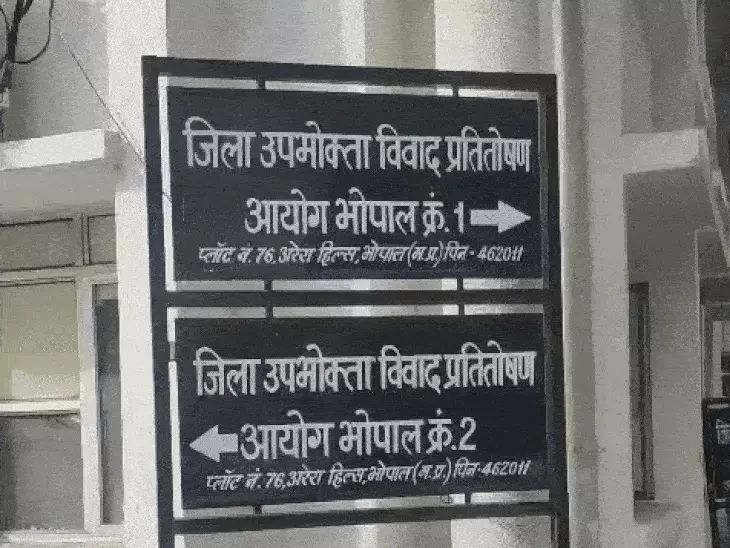 जिला उपभोक्ता विवाद प्रतितोषण
आयोग भोपाल क्रं. 1
प्लॉट नं. 76, अरेरा हिल्स, भोपाल (म.प्र.) पिन - 462011
जिला उपभोक्ता विवाद प्रतितोषण
आयोग भोपाल क्रं. 2
प्लॉट नं. 76, अरेरा हिल्स, भोपाल (म.प्र.) पिन - 462011